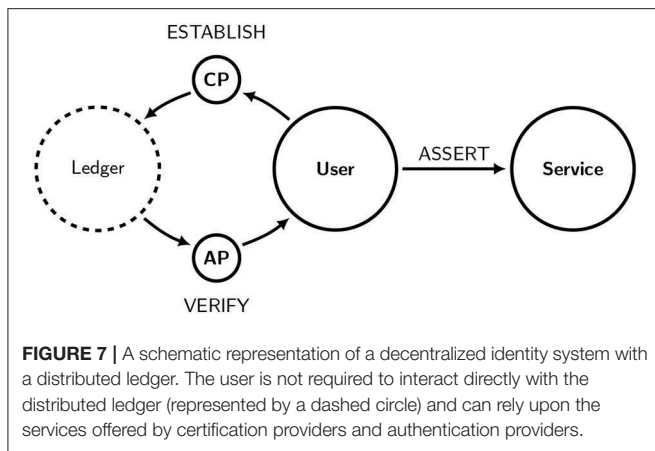 ESTABLISH
CP
Ledger
User
ASSERT
Service
AP
VERIFY
FIGURE 7 | A schematic representation of a decentralized identity system with
a distributed ledger. The user is not required to interact directly with the
distributed ledger (represented by a dashed circle) and can rely upon the
services offered by certification providers and authentication providers.